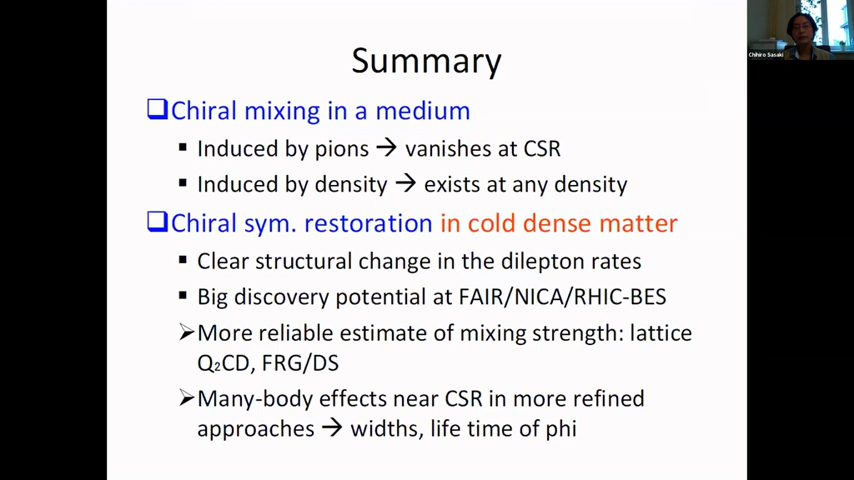 Summary
Chiral mixing in a medium
Induced by pions → vanishes at CSR
Induced by density → exists at any density
Chiral sym. restoration in cold dense matter
Clear structural change in the dilepton rates
Big discovery potential at FAIR/NICA/RHIC-BES
More reliable estimate of mixing strength: lattice
Q₂CD, FRG/DS
Many-body effects near CSR in more refined
approaches → widths, life time of phi
Chihiro Sasaki